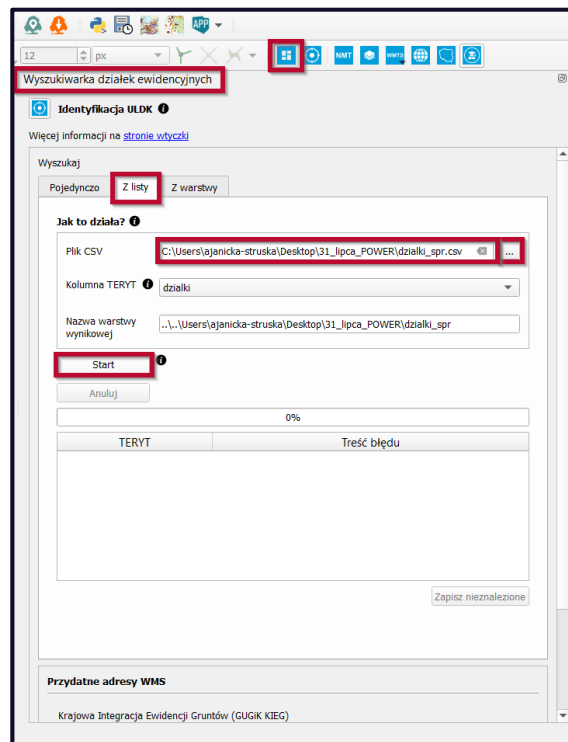 APP
12
px
NMT
WMTS
Wyszukiwarka działek ewidencyjnych
Identyfikacja ULDK
Więcej informacji na stronie wtyczki
Wyszukaj
Pojedynczo
Z listy
Z warstwy
Jak to działa?
Plik CSV
C:\Users\ajanicka-struska\Desktop\31_lipca_POWER\dzialki_spr.csv
...
Kolumna TERYT
dzialki
Nazwa warstwy
wynikowej
..\..\Users\ajanicka-struska\Desktop\31_lipca_POWER\dzialki_spr
Start
Anuluj
0%
TERYT
Treść błędu
Zapisz nieznalezione
Przydatne adresy WMS
Krajowa Integracja Ewidencji Gruntów (GUGiK KIEG)